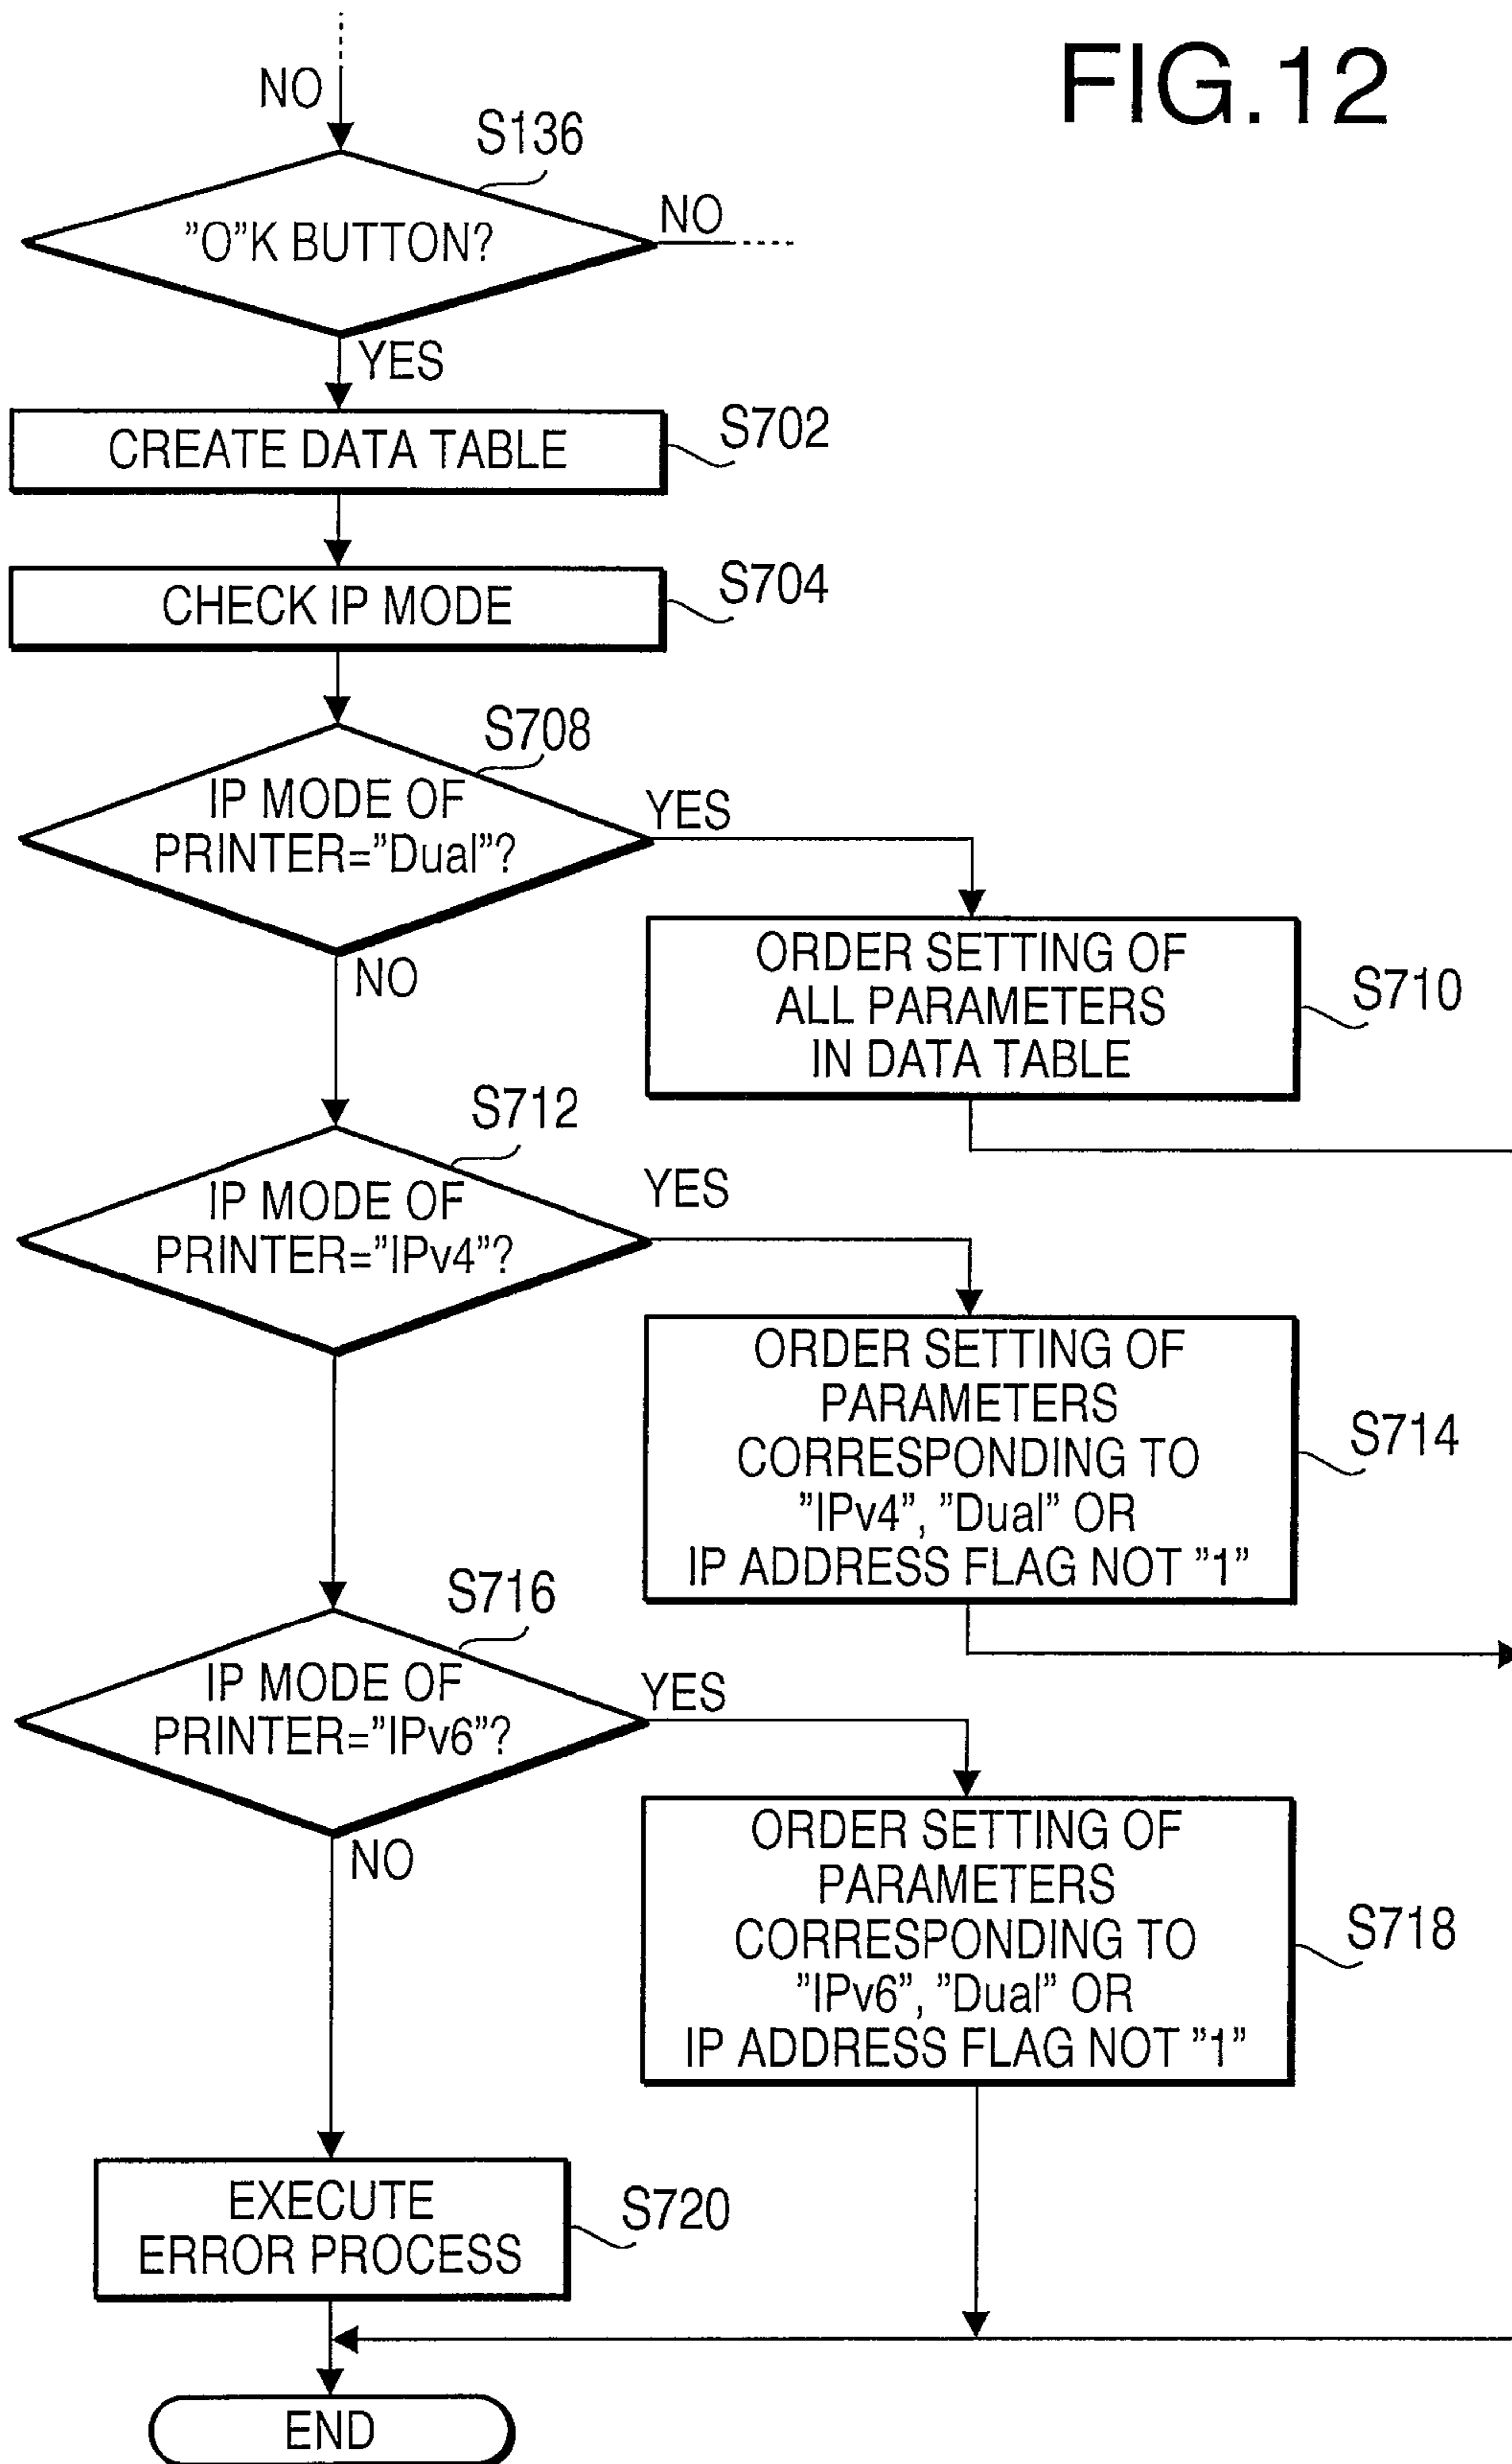 FIG.12
NO
S136
"O"K BUTTON?
NO
YES
CREATE DATA TABLE
S702
CHECK IP MODE
S704
S708
IP MODE OF
PRINTER="Dual"?
YES
NO
ORDER SETTING OF
ALL PARAMETERS
IN DATA TABLE
S710
S712
IP MODE OF
PRINTER="IPv4"?
YES
ORDER SETTING OF
PARAMETERS
CORRESPONDING TO
"IPv4", "Dual" OR
IP ADDRESS FLAG NOT "1"
S714
S716
IP MODE OF
PRINTER="IPv6"?
YES
NO
ORDER SETTING OF
PARAMETERS
CORRESPONDING TO
"IPv6", "Dual" OR
IP ADDRESS FLAG NOT "1"
S718
EXECUTE
ERROR PROCESS
S720
END